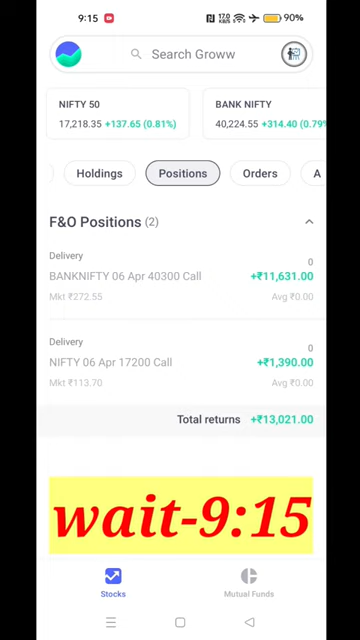 9:15 17.0 KB/s 90%
Search Groww
NIFTY 50
17,218.35 +137.65 (0.81%)
BANK NIFTY
40,224.55 +314.40 (0.79%
Holdings Positions Orders A
F&O Positions (2)
Delivery
0
BANKNIFTY 06 Apr 40300 Call +₹11,631.00
Mkt ₹272.55 Avg ₹0.00
Delivery
0
NIFTY 06 Apr 17200 Call +₹1,390.00
Mkt ₹113.70 Avg ₹0.00
Total returns +₹13,021.00
wait-9:15
Stocks Mutual Funds